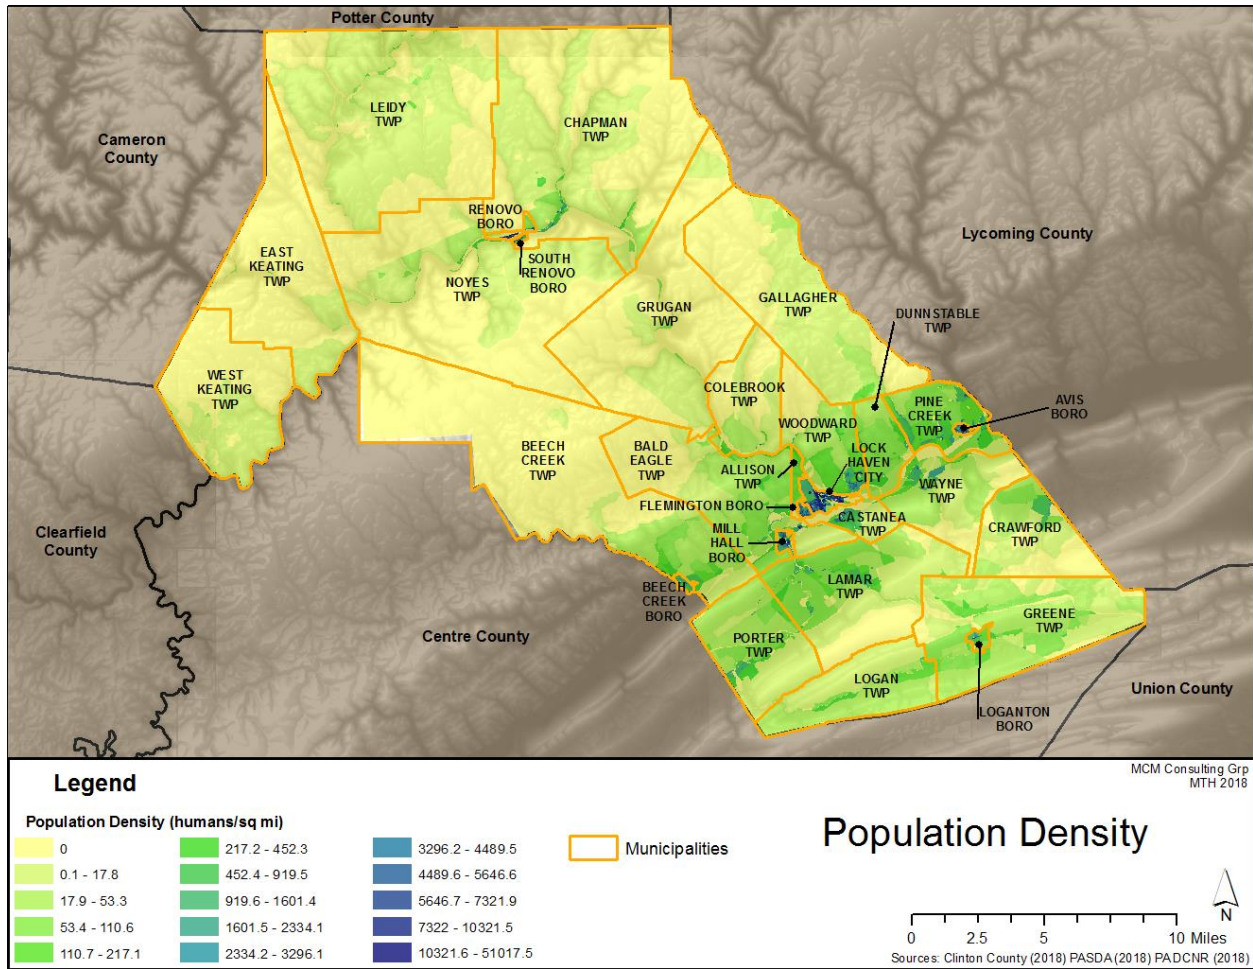 Potter County
LEIDY
TWP
CHAPMAN
TWP
Cameron
County
RENOVO
BORO
Lycoming County
EAST
KEATING
TWP
SOUTH
RENOVO
BORO
NOYES
TWP
GALLAGHER
TWP
GRUGAN
TWP
DUNNSTABLE
TWP
WEST
KEATING
TWP
COLEBROOK
TWP
PINE
CREEK
TWP
AVIS
BORO
WOODWARD
TWP
BEECH
CREEK
TWP
BALD
EAGLE
TWP
LOCK
HAVEN
CITY
ALLISON
TWP
WAYNE
TWP
FLEMINGTON BORO
CASTANEA
TWP
Clearfield
County
MILL
HALL
BORO
CRAWFORD
TWP
LAMAR
TWP
BEECH
CREEK
BORO
GREENE
TWP
Centre County
PORTER
TWP
LOGAN
TWP
Union County
LOGANTON
BORO
Legend
Population Density (humans/sq mi)
0
0.1 - 17.8
17.9 - 53.3
53.4 - 110.6
110.7 - 217.1
217.2 - 452.3
452.4 - 919.5
919.6 - 1601.4
1601.5 - 2334.1
2334.2 - 3296.1
3296.2 - 4489.5
4489.6 - 5646.6
5646.7 - 7321.9
7322 - 10321.5
10321.6 - 51017.5
Municipalities
MCM Consulting Grp
MTH 2018
Population Density
N
0 2.5 5 10 Miles
Sources: Clinton County (2018) PASDA (2018) PADCNR (2018)